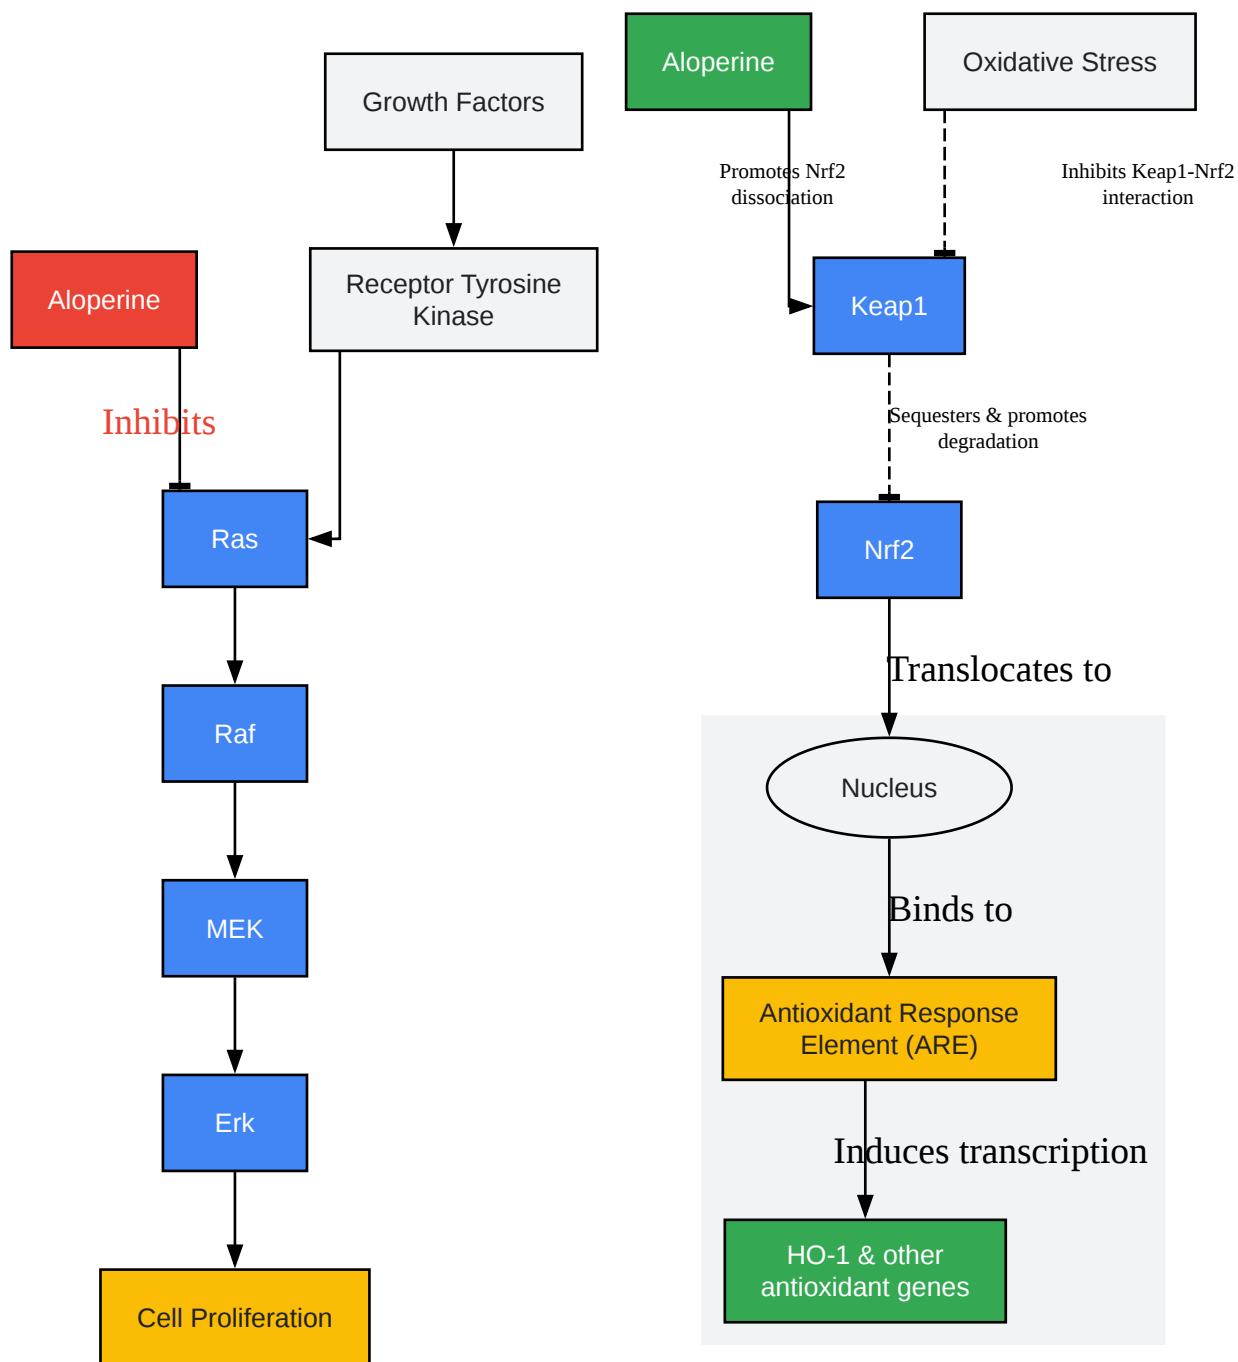 Growth Factors
Receptor Tyrosine
Kinase
Aloperine
Inhibits
Ras
Raf
MEK
Erk
Cell Proliferation
Aloperine
Oxidative Stress
Promotes Nrf2
dissociation
Inhibits Keap1-Nrf2
interaction
Keap1
Sequesters & promotes
degradation
Nrf2
Translocates to
Nucleus
Binds to
Antioxidant Response
Element (ARE)
Induces transcription
HO-1 & other
antioxidant genes